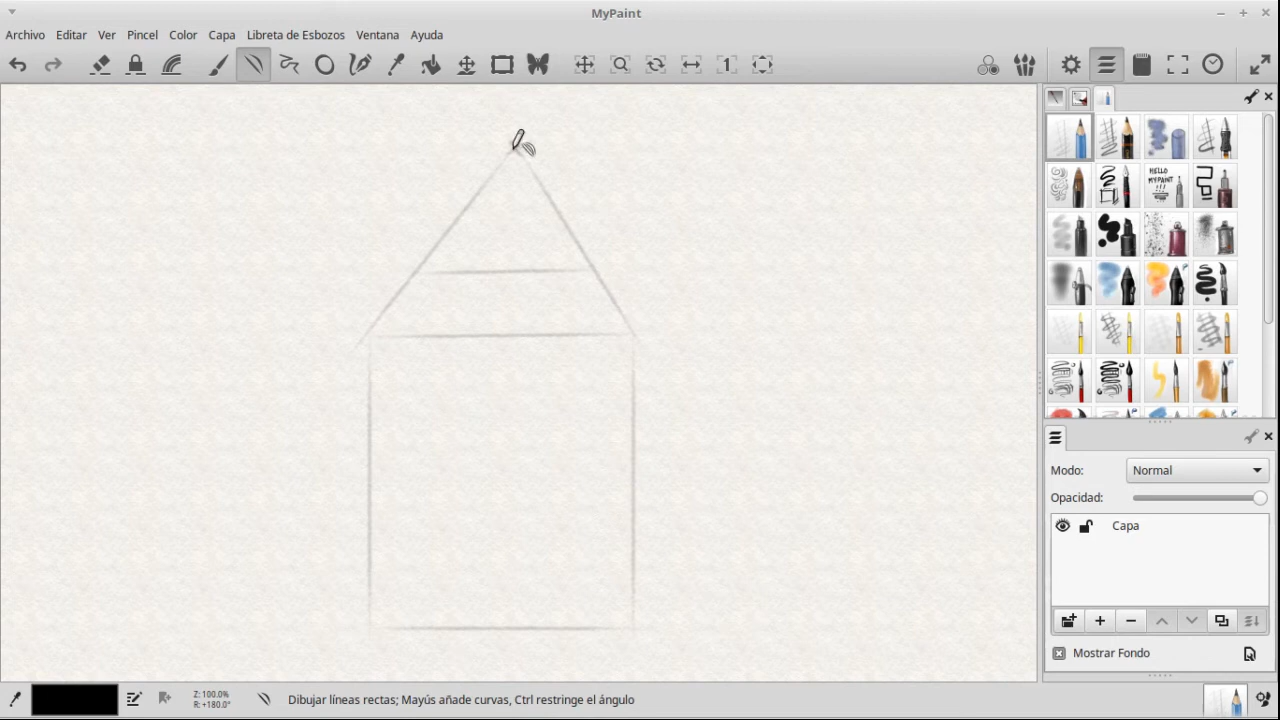 MyPaint
Archivo Editar Ver Pincel Color Capa Libreta de Esbozos Ventana Ayuda
1
HELLO
MYPAINT
!!!
Modo: Normal
Opacidad:
Capa
Mostrar Fondo
Z: 100.0%
R: +180.0°
Dibujar líneas rectas; Mayús añade curvas, Ctrl restringe el ángulo